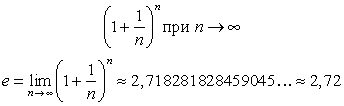 (1 + 1/n)^n при n → ∞
e = lim_{n→∞} (1 + 1/n)^n ≈ 2,718281828459045... ≈ 2,72